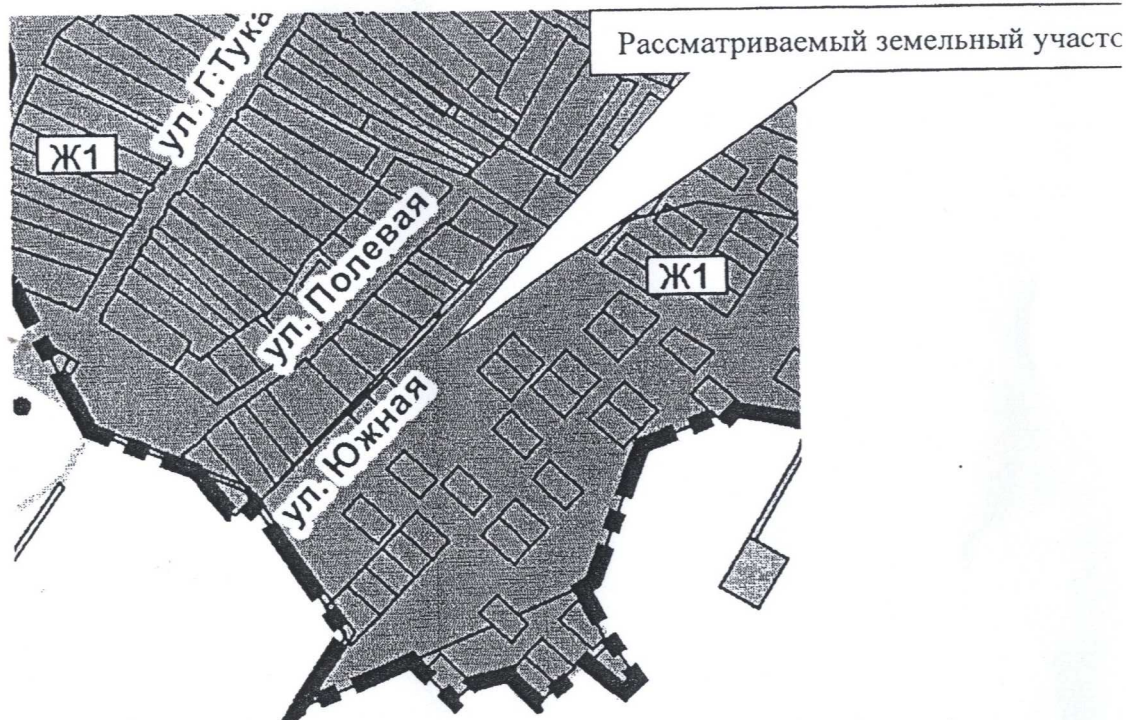 Рассматриваемый земельный участо
ул. Г.Тука
Ж1
ул. Полевая
Ж1
ул. Южная